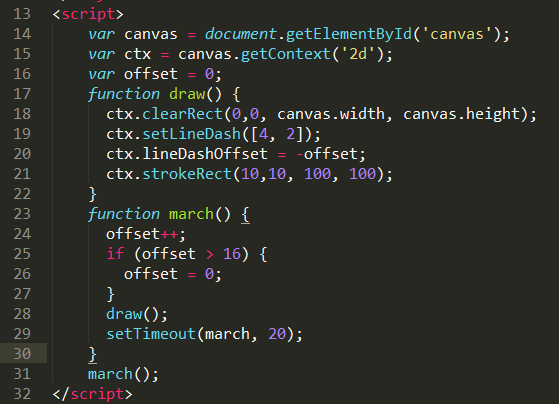 13 <script>
14 var canvas = document.getElementById('canvas');
15 var ctx = canvas.getContext('2d');
16 var offset = 0;
17 function draw() {
18 ctx.clearRect(0,0, canvas.width, canvas.height);
19 ctx.setLineDash([4, 2]);
20 ctx.lineDashOffset = -offset;
21 ctx.strokeRect(10,10, 100, 100);
22 }
23 function march() {
24 offset++;
25 if (offset > 16) {
26 offset = 0;
27 }
28 draw();
29 setTimeout(march, 20);
30 }
31 march();
32 </script>